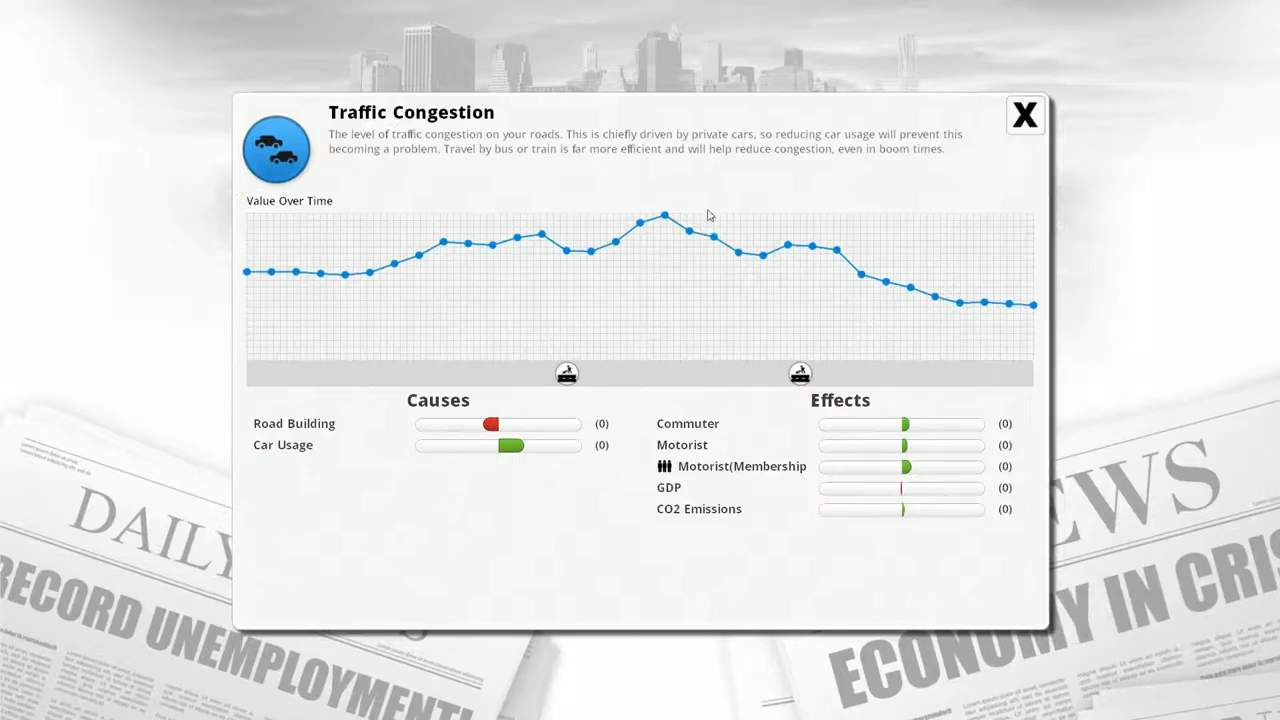 Traffic Congestion
X
The level of traffic congestion on your roads. This is chiefly driven by private cars, so reducing car usage will prevent this
becoming a problem. Travel by bus or train is far more efficient and will help reduce congestion, even in boom times.
Value Over Time
Causes
Road Building (0)
Car Usage (0)
Effects
Commuter (0)
Motorist (0)
Motorist(Membership (0)
GDP (0)
CO2 Emissions (0)
DAILY
RECORD UNEMPLOYMENT!
EWS
ECONOMY IN CRIS